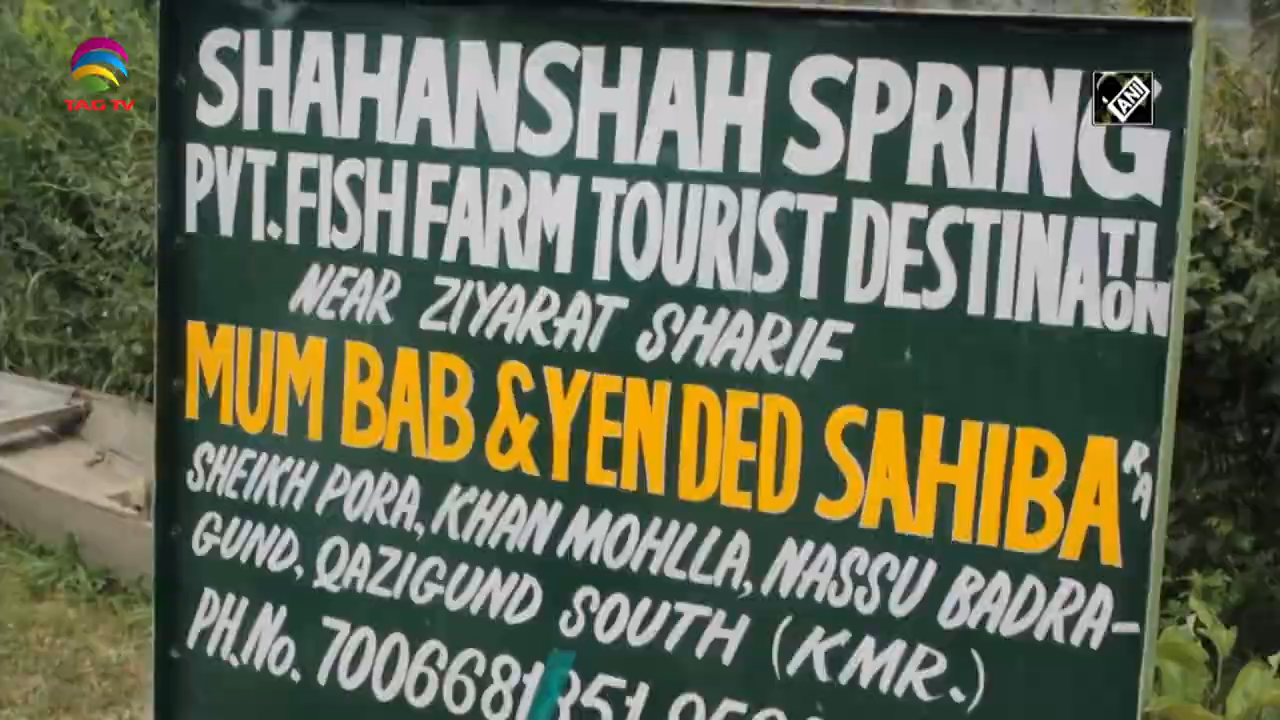 TAG TV
ANI
SHAHANSHAH SPRING
PVT. FISH FARM TOURIST DESTINATION
NEAR ZIYARAT SHARIF
MUM BAB & YEN DED SAHIBA RA
SHEIKH PORA, KHAN MOHLLA, NASSU BADRA-
GUND, QAZIGUND SOUTH (KMR.)
PH.No.